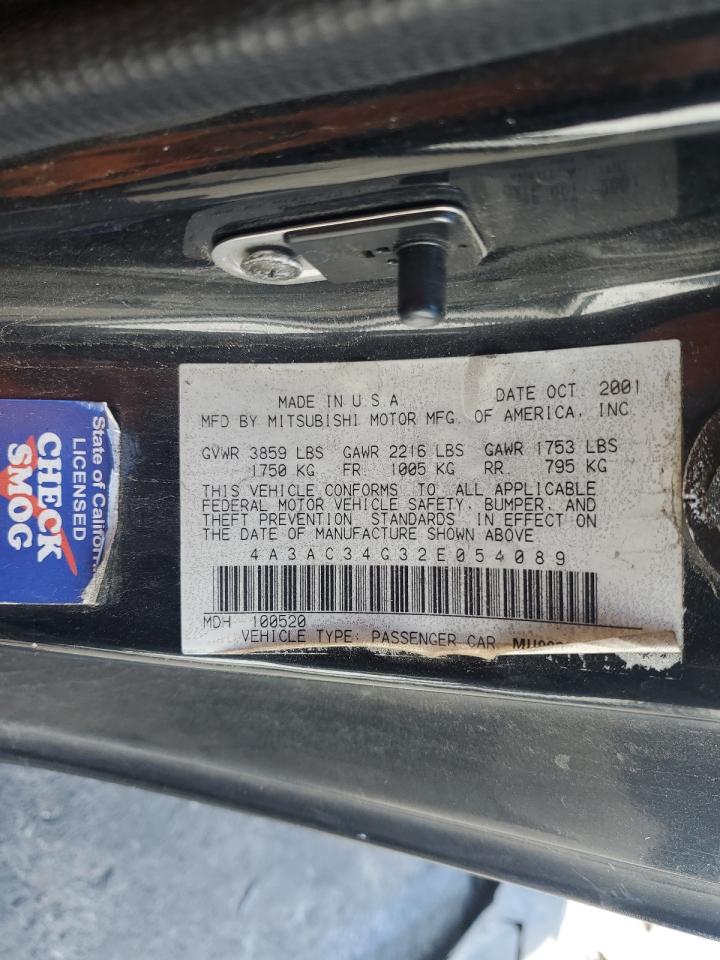 MADE IN U S A DATE OCT 2001
MFD BY MITSUBISHI MOTOR MFG. OF AMERICA, INC
GVWR 3859 LBS GAWR 2216 LBS GAWR 1753 LBS
1750 KG FR. 1005 KG RR. 795 KG
THIS VEHICLE CONFORMS TO ALL APPLICABLE
FEDERAL MOTOR VEHICLE SAFETY, BUMPER, AND
THEFT PREVENTION STANDARDS IN EFFECT ON
THE DATE OF MANUFACTURE SHOWN ABOVE
4A3AC34G32E054089
MDH 100520
VEHICLE TYPE: PASSENGER CAR
State of Californ
LICENSED
CHECK
SMOG